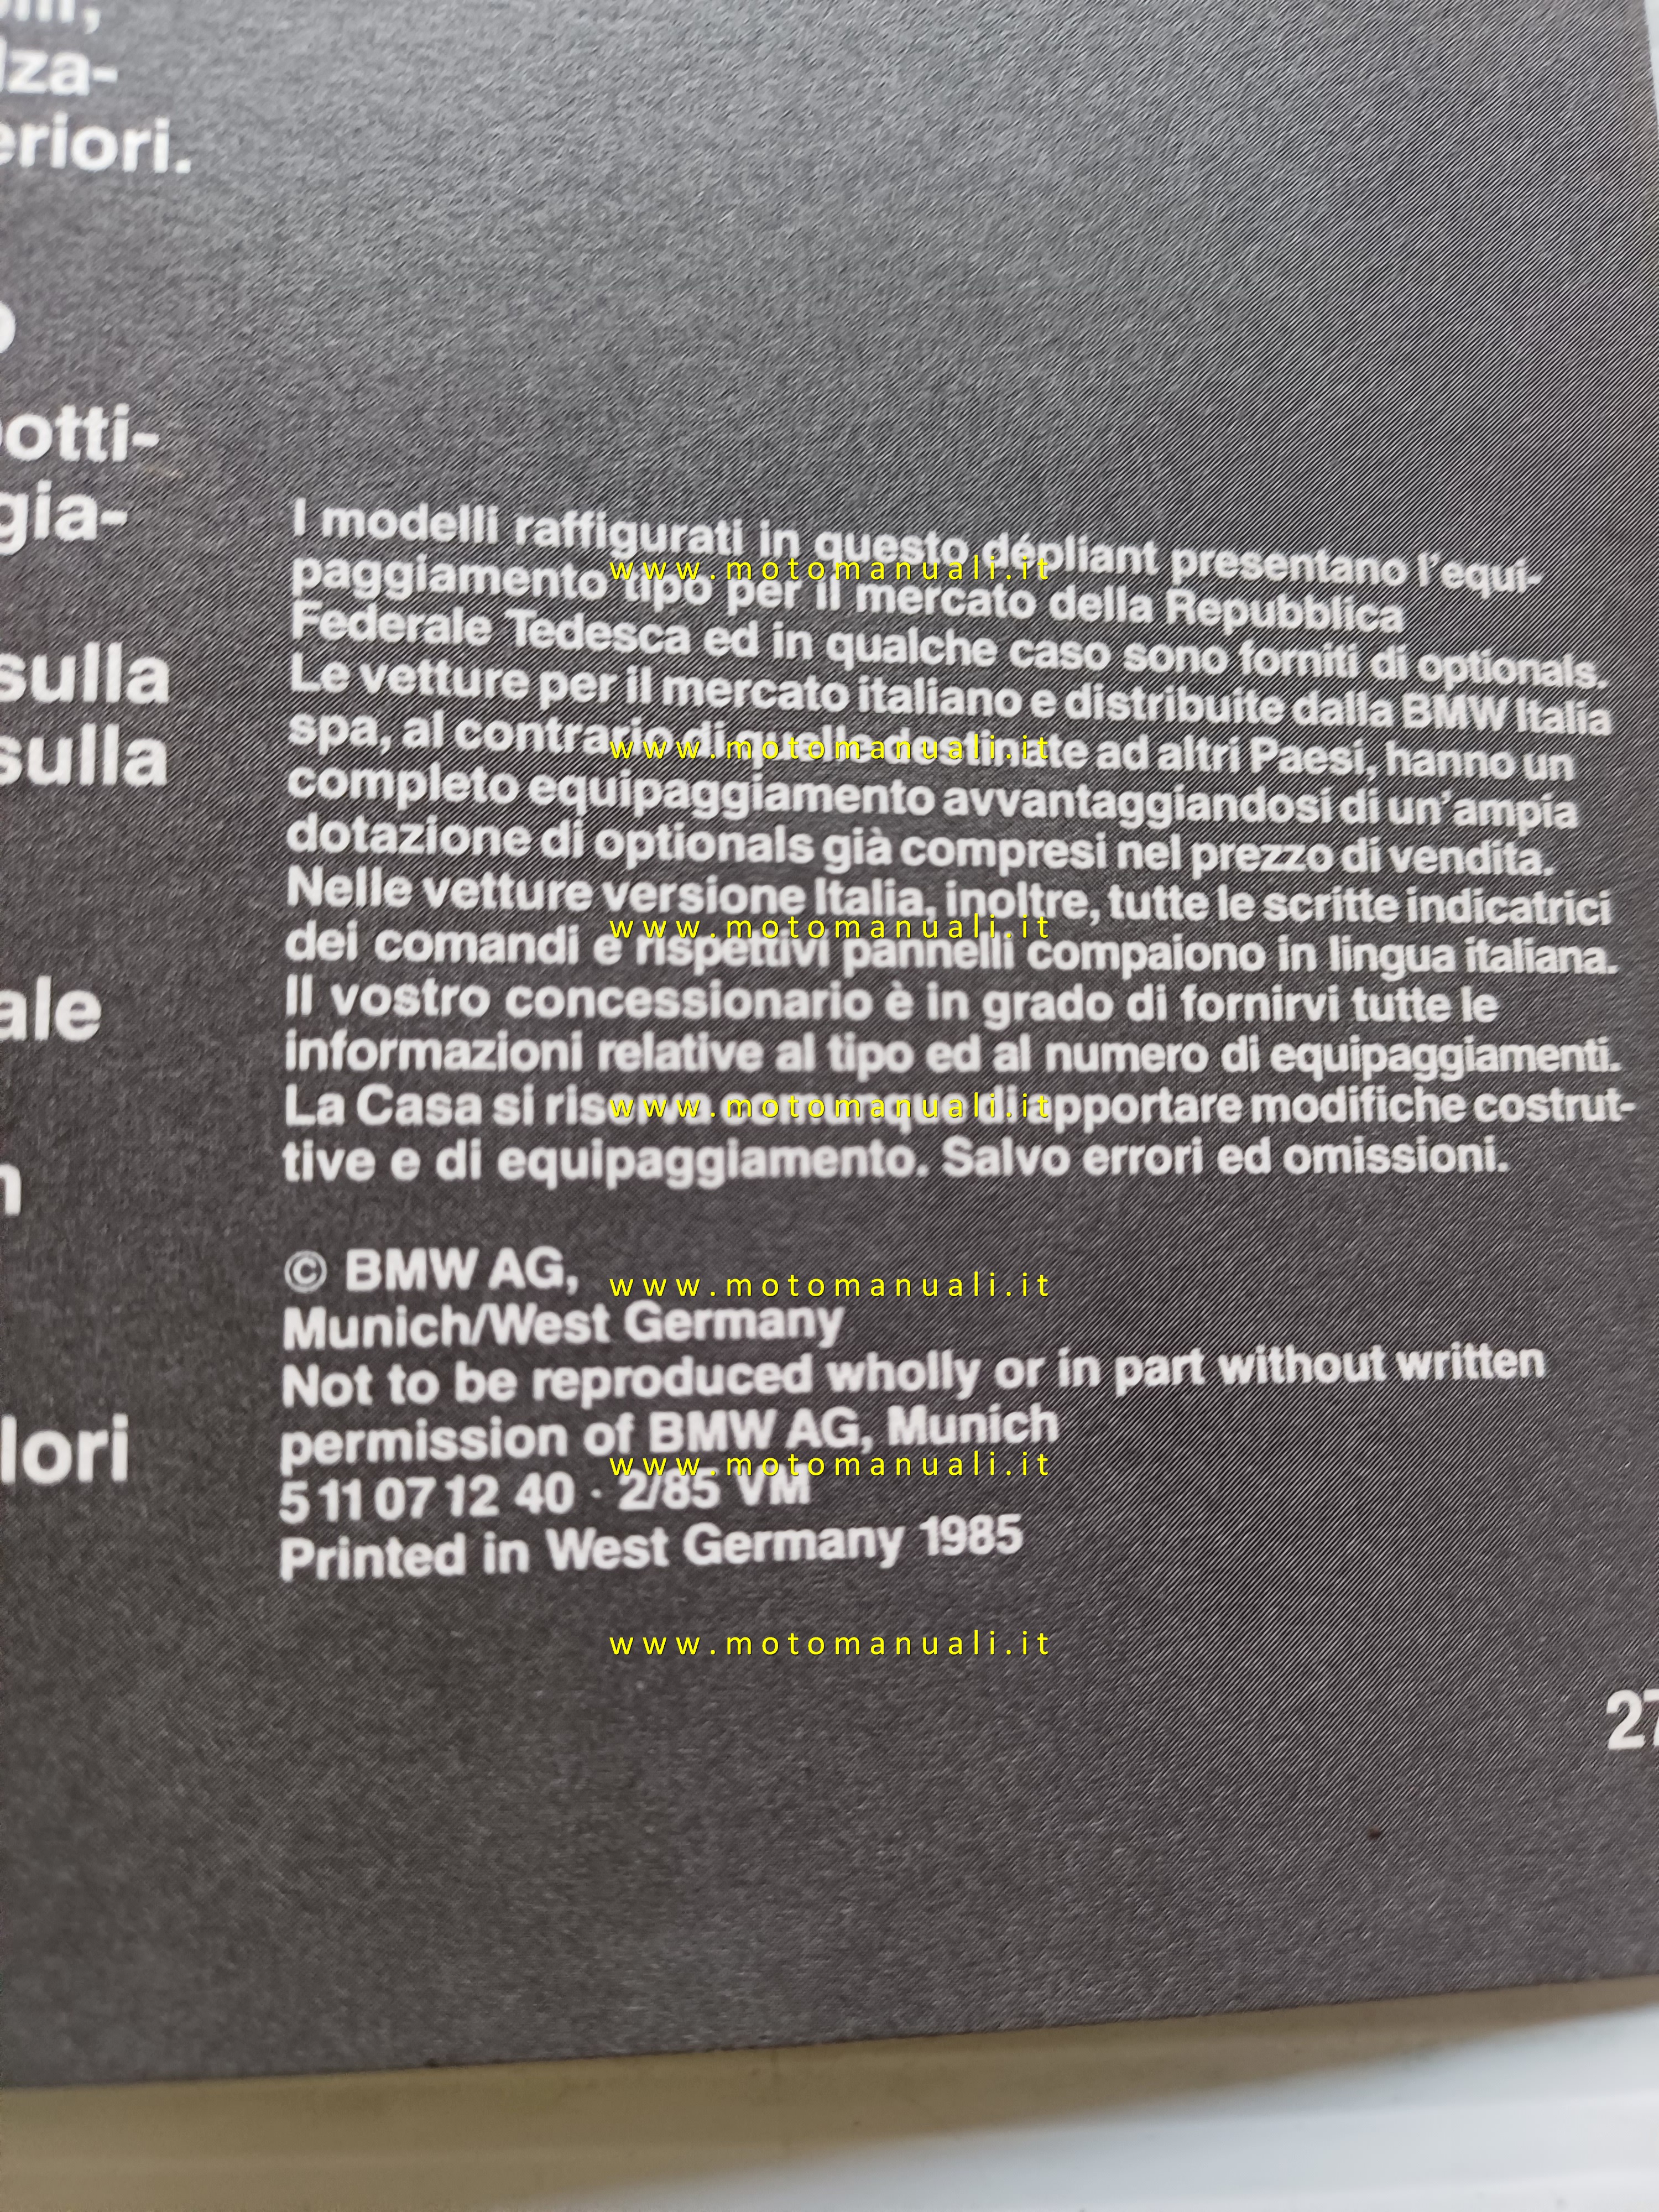 lza-
eriori.
otti-
gia-
sulla
sulla
ale
lori
I modelli raffigurati in questo dépliant presentano l'equi-
paggiamento tipo per il mercato della Repubblica
Federale Tedesca ed in qualche caso sono forniti di optionals.
Le vetture per il mercato italiano e distribuite dalla BMW Italia
spa, al contrario di quelle destinate ad altri Paesi, hanno un
completo equipaggiamento avvantaggiandosi di un'ampia
dotazione di optionals già compresi nel prezzo di vendita.
Nelle vetture versione Italia, inoltre, tutte le scritte indicatrici
dei comandi e rispettivi pannelli compaiono in lingua italiana.
Il vostro concessionario è in grado di fornirvi tutte le
informazioni relative al tipo ed al numero di equipaggiamenti.
La Casa si riserva comunque di apportare modifiche costrut-
tive e di equipaggiamento. Salvo errori ed omissioni.
© BMW AG,
Munich/West Germany
Not to be reproduced wholly or in part without written
permission of BMW AG, Munich
5 11 07 12 40 · 2/85 VM
Printed in West Germany 1985
27
www.motomanuali.it
www.motomanuali.it
www.motomanuali.it
www.motomanuali.it
www.motomanuali.it
www.motomanuali.it
www.motomanuali.it